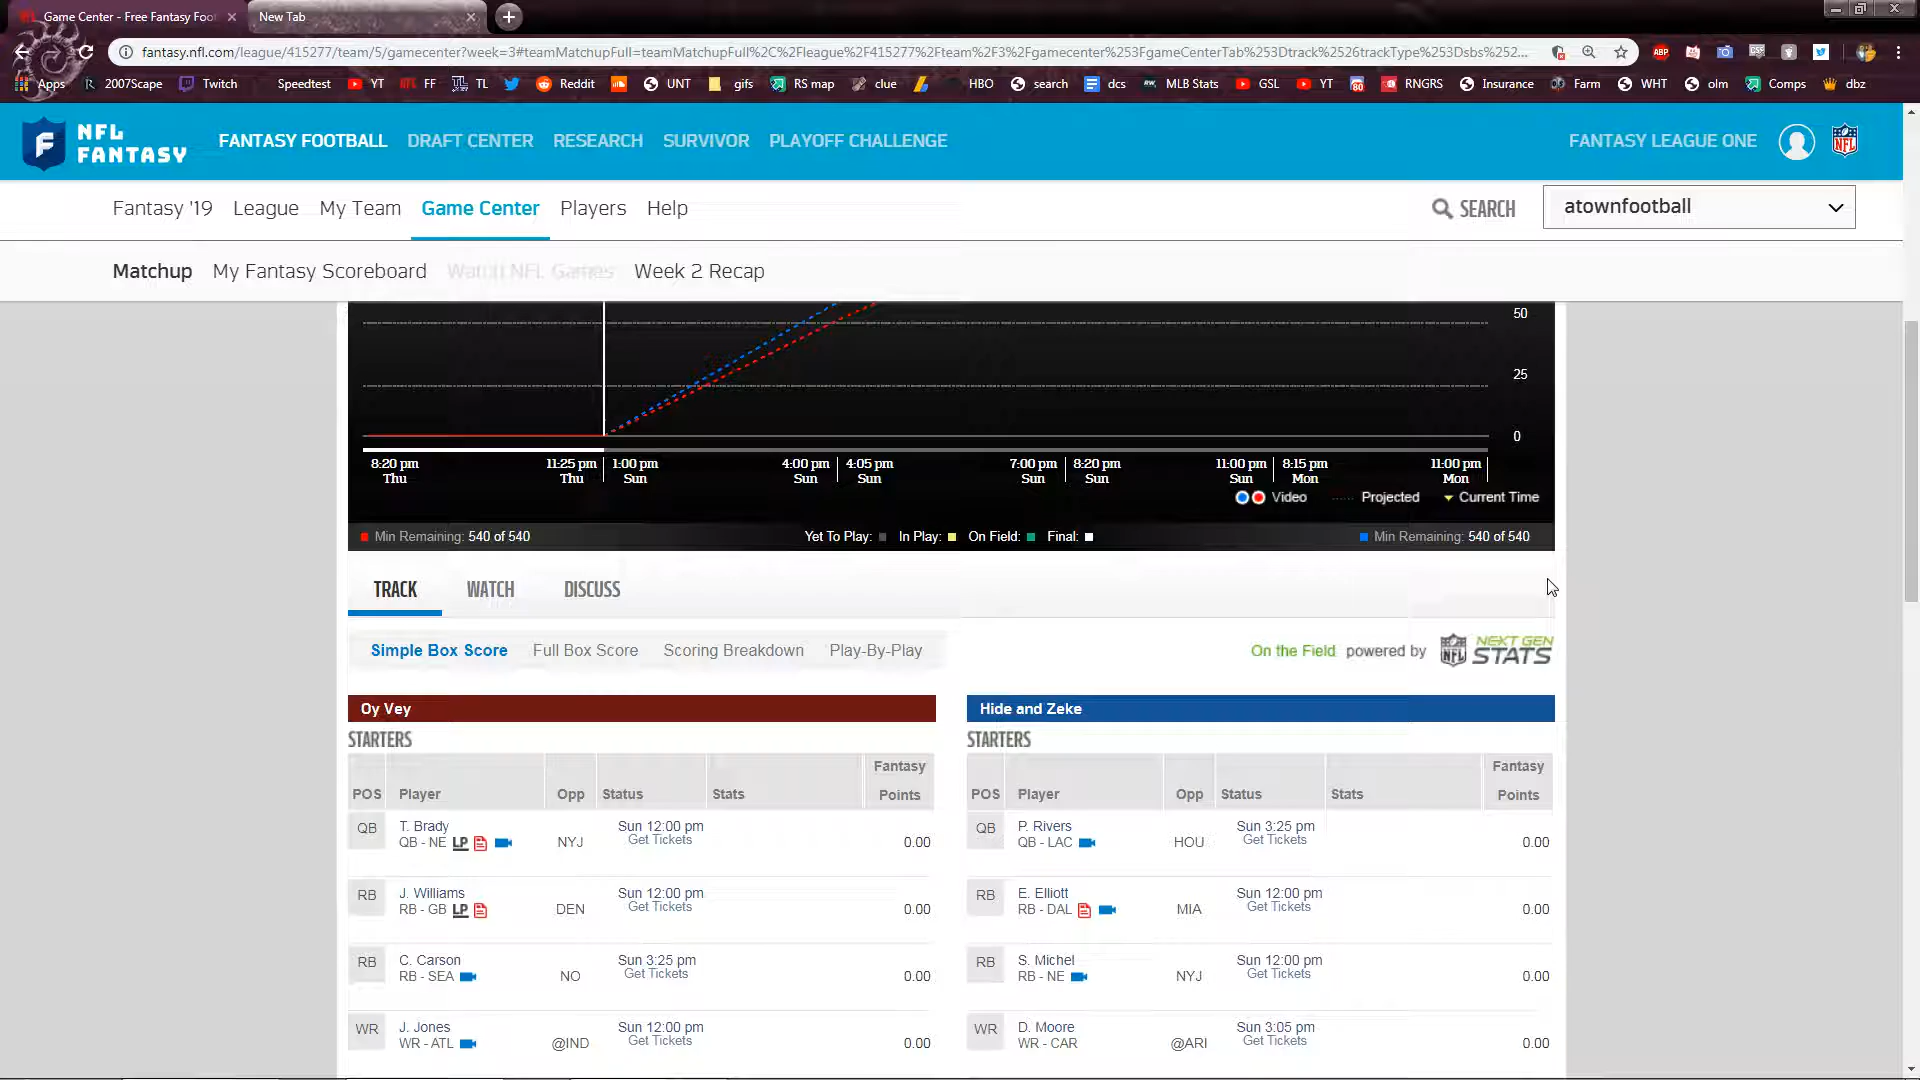 Game Center - Free Fantasy Foo
New Tab
fantasy.nfl.com/league/415277/team/5/gamecenter?week=3#teamMatchupFull=teamMatchupFull%2C%2Fleague%2F415277%2Fteam%2F3%2Fgamecenter%253FgameCenterTab%253Dtrack%2526trackType%253Dsbs%252...
Apps 2007Scape Twitch Speedtest YT FF TL Reddit UNT gifs RS map clue HBO search dcs MLB Stats GSL YT RNGRS Insurance Farm WHT olm Comps dbz
NFL FANTASY
FANTASY FOOTBALL DRAFT CENTER RESEARCH SURVIVOR PLAYOFF CHALLENGE FANTASY LEAGUE ONE
Fantasy '19 League My Team Game Center Players Help SEARCH atownfootball
Matchup My Fantasy Scoreboard Watch NFL Games Week 2 Recap
50
25
0
8:20 pm Thu 11:25 pm Thu 1:00 pm Sun 4:00 pm Sun 4:05 pm Sun 7:00 pm Sun 8:20 pm Sun 11:00 pm Sun 8:15 pm Mon 11:00 pm Mon
Video Projected Current Time
Min Remaining: 540 of 540 Yet To Play: In Play: On Field: Final: Min Remaining: 540 of 540
TRACK WATCH DISCUSS
Simple Box Score Full Box Score Scoring Breakdown Play-By-Play On the Field powered by NFL NEXT GEN STATS
Oy Vey
STARTERS
POS Player Opp Status Stats Fantasy Points
QB T. Brady Sun 12:00 pm
QB - NE LP NYJ Get Tickets 0.00
RB J. Williams Sun 12:00 pm
RB - GB LP DEN Get Tickets 0.00
RB C. Carson Sun 3:25 pm
RB - SEA NO Get Tickets 0.00
WR J. Jones Sun 12:00 pm
WR - ATL @IND Get Tickets 0.00
Hide and Zeke
STARTERS
POS Player Opp Status Stats Fantasy Points
QB P. Rivers Sun 3:25 pm
QB - LAC HOU Get Tickets 0.00
RB E. Elliott Sun 12:00 pm
RB - DAL MIA Get Tickets 0.00
RB S. Michel Sun 12:00 pm
RB - NE NYJ Get Tickets 0.00
WR D. Moore Sun 3:05 pm
WR - CAR @ARI Get Tickets 0.00